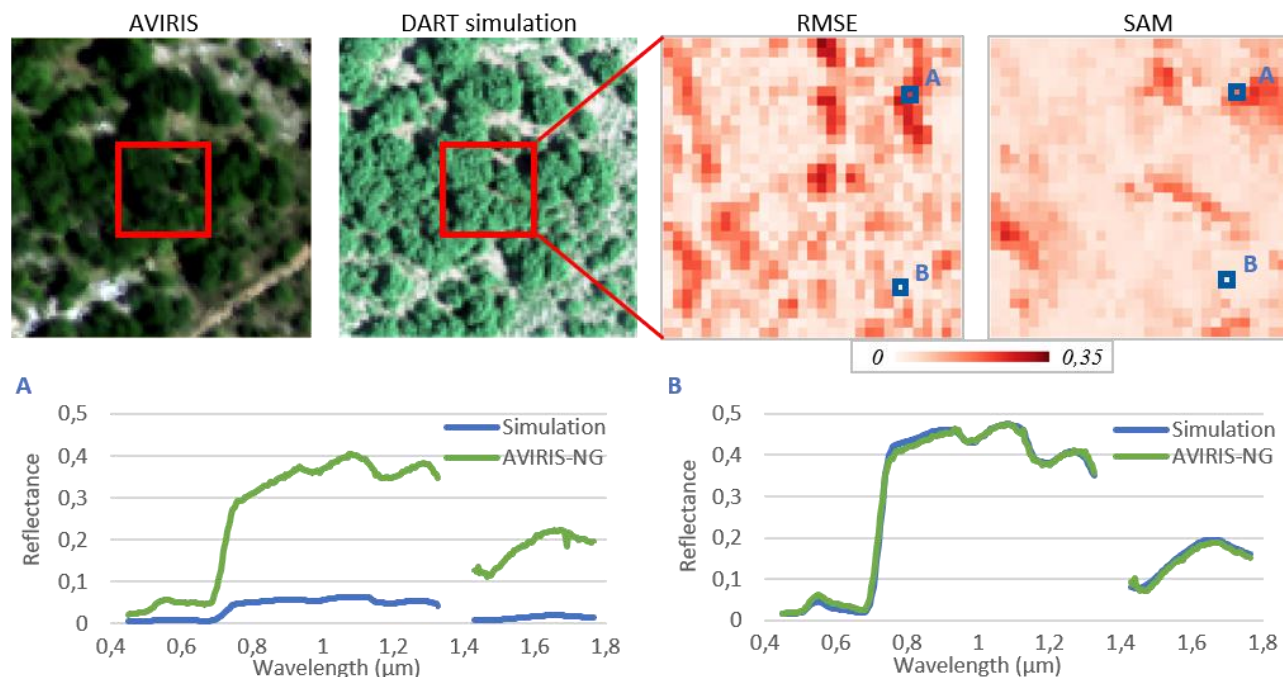 AVIRIS DART simulation RMSE SAM
A A
B B
0 0,35
A B
0,5 0,5
Simulation Simulation
0,4 0,4
AVIRIS-NG AVIRIS-NG
0,3 0,3
Reflectance Reflectance
0,2 0,2
0,1 0,1
0 0
0,4 0,6 0,8 1 1,2 1,4 1,6 1,8 0,4 0,6 0,8 1 1,2 1,4 1,6 1,8
Wavelength (μm) Wavelength (μm)